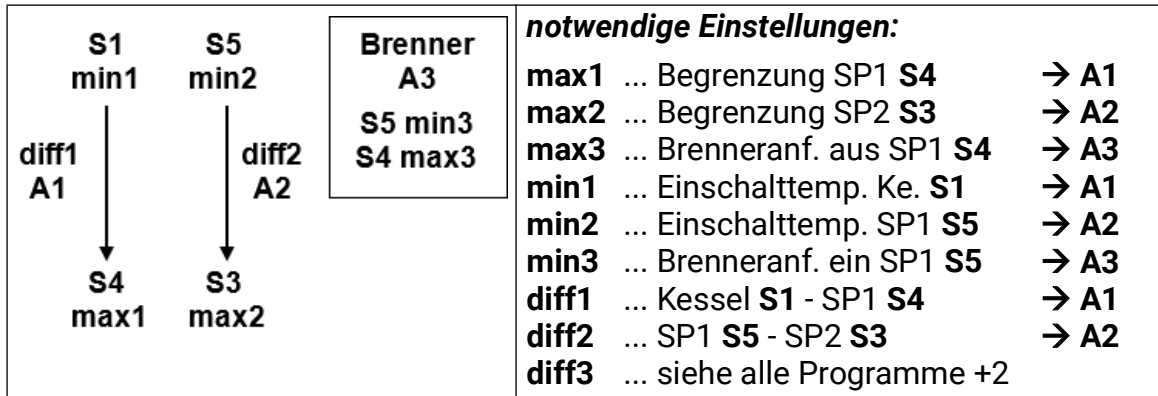 S1 S5
min1 min2
diff1 diff2
A1 A2
S4 S3
max1 max2
Brenner
A3
S5 min3
S4 max3
notwendige Einstellungen:
max1 ... Begrenzung SP1 S4 → A1
max2 ... Begrenzung SP2 S3 → A2
max3 ... Brenneranf. aus SP1 S4 → A3
min1 ... Einschalttemp. Ke. S1 → A1
min2 ... Einschalttemp. SP1 S5 → A2
min3 ... Brenneranf. ein SP1 S5 → A3
diff1 ... Kessel S1 - SP1 S4 → A1
diff2 ... SP1 S5 - SP2 S3 → A2
diff3 ... siehe alle Programme +2